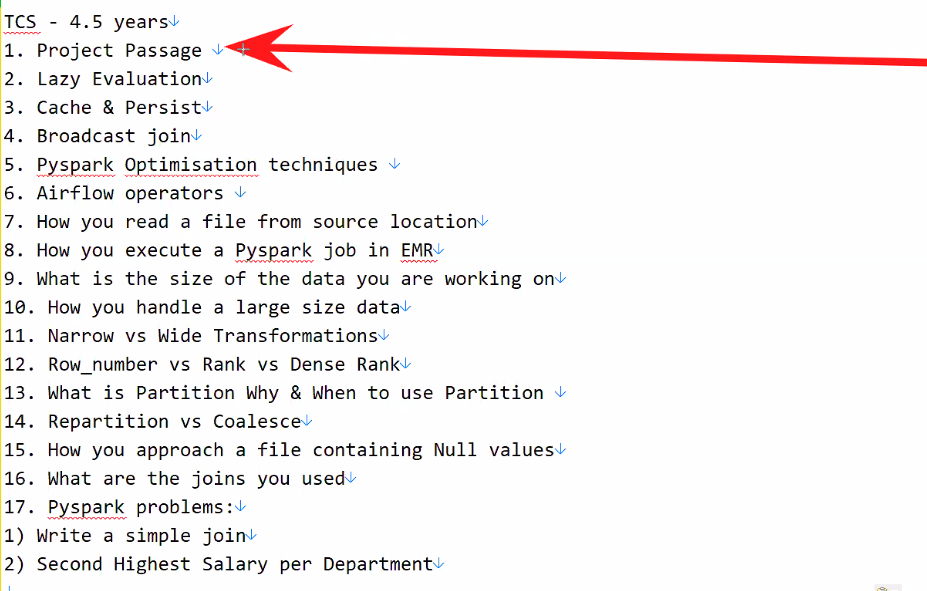 TCS - 4.5 years
1. Project Passage
2. Lazy Evaluation
3. Cache & Persist
4. Broadcast join
5. Pyspark Optimisation techniques
6. Airflow operators
7. How you read a file from source location
8. How you execute a Pyspark job in EMR
9. What is the size of the data you are working on
10. How you handle a large size data
11. Narrow vs Wide Transformations
12. Row_number vs Rank vs Dense Rank
13. What is Partition Why & When to use Partition
14. Repartition vs Coalesce
15. How you approach a file containing Null values
16. What are the joins you used
17. Pyspark problems:
1) Write a simple join
2) Second Highest Salary per Department